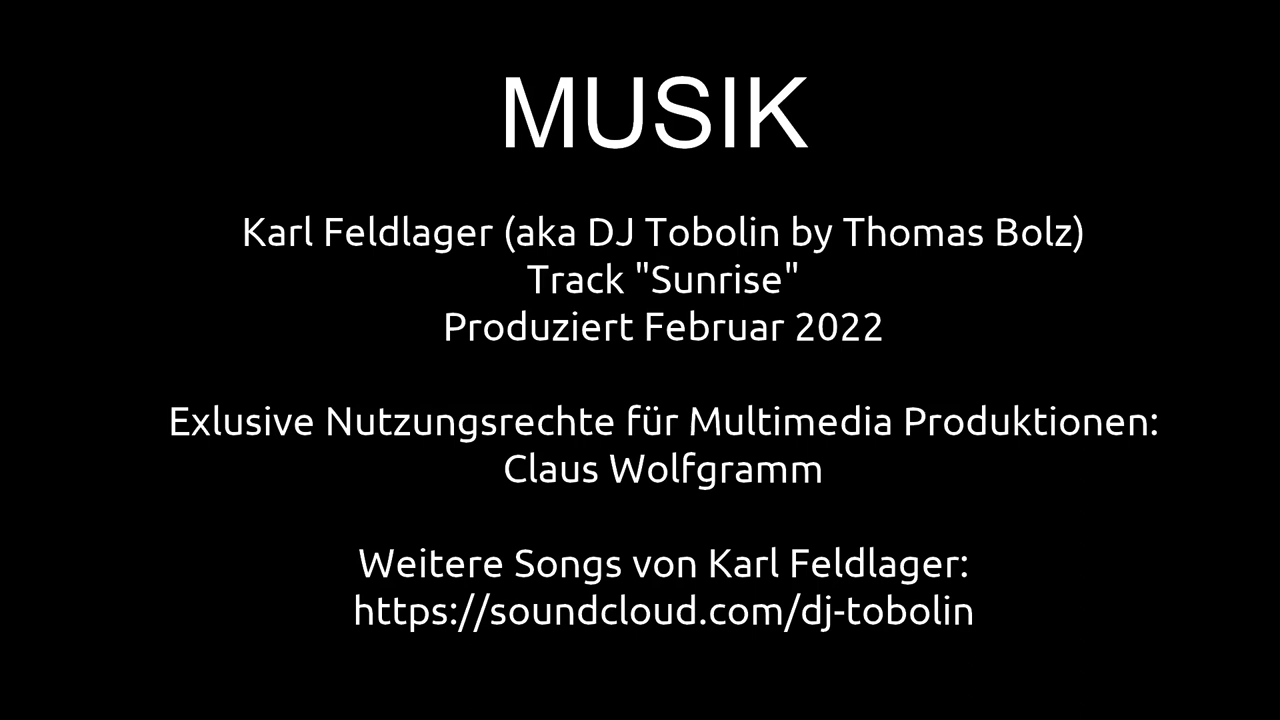 MUSIK
Karl Feldlager (aka DJ Tobolin by Thomas Bolz)
Track "Sunrise"
Produziert Februar 2022
Exlusive Nutzungsrechte für Multimedia Produktionen:
Claus Wolfgramm
Weitere Songs von Karl Feldlager:
https://soundcloud.com/dj-tobolin